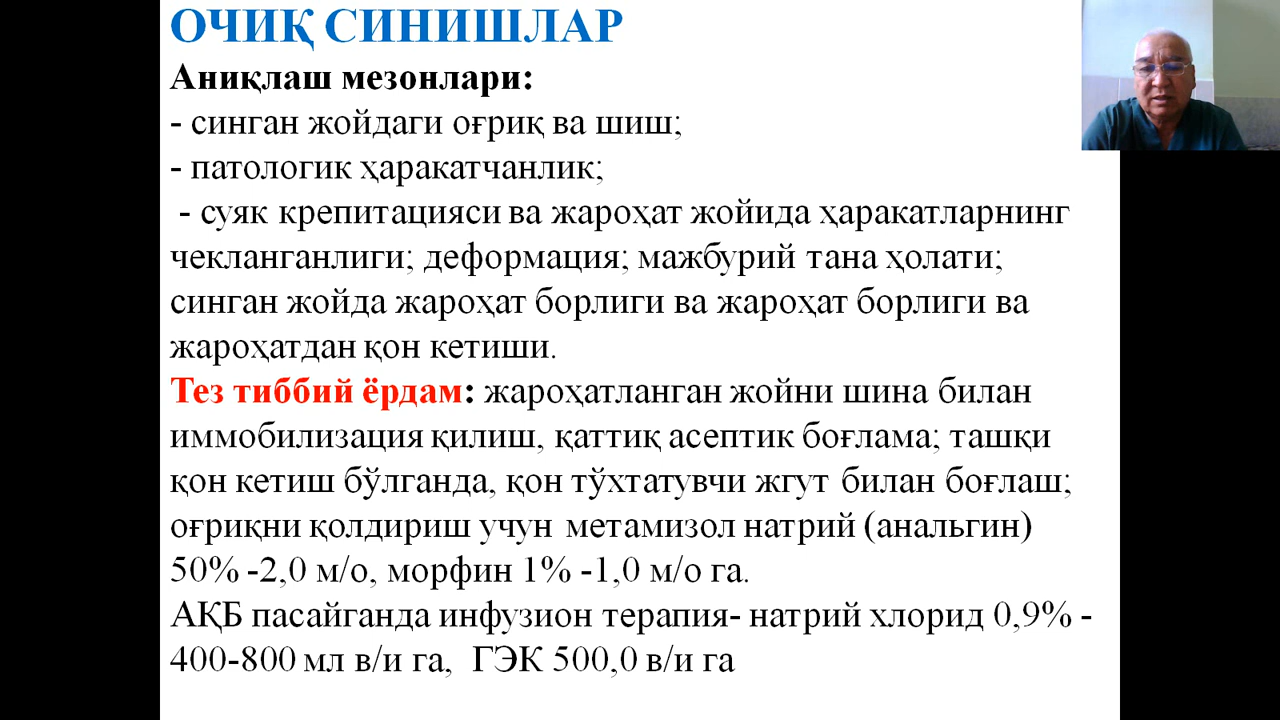 ОЧИҚ СИНИШЛАР
Аниқлаш мезонлари:
- синган жойдаги оғриқ ва шиш;
- патологик ҳаракатчанлик;
- суяк крепитацияси ва жароҳат жойида ҳаракатларнинг
чекланганлиги; деформация; мажбурий тана ҳолати;
синган жойда жароҳат борлиги ва жароҳат борлиги ва
жароҳатдан қон кетиши.
Тез тиббий ёрдам: жароҳатланган жойни шина билан
иммобилизация қилиш, қаттиқ асептик боғлама; ташқи
қон кетиш бўлганда, қон тўхтатувчи жгут билан боғлаш;
оғриқни қолдириш учун метамизол натрий (анальгин)
50% -2,0 м/о, морфин 1% -1,0 м/о га.
АҚБ пасайганда инфузион терапия- натрий хлорид 0,9% -
400-800 мл в/и га, ГЭК 500,0 в/и га